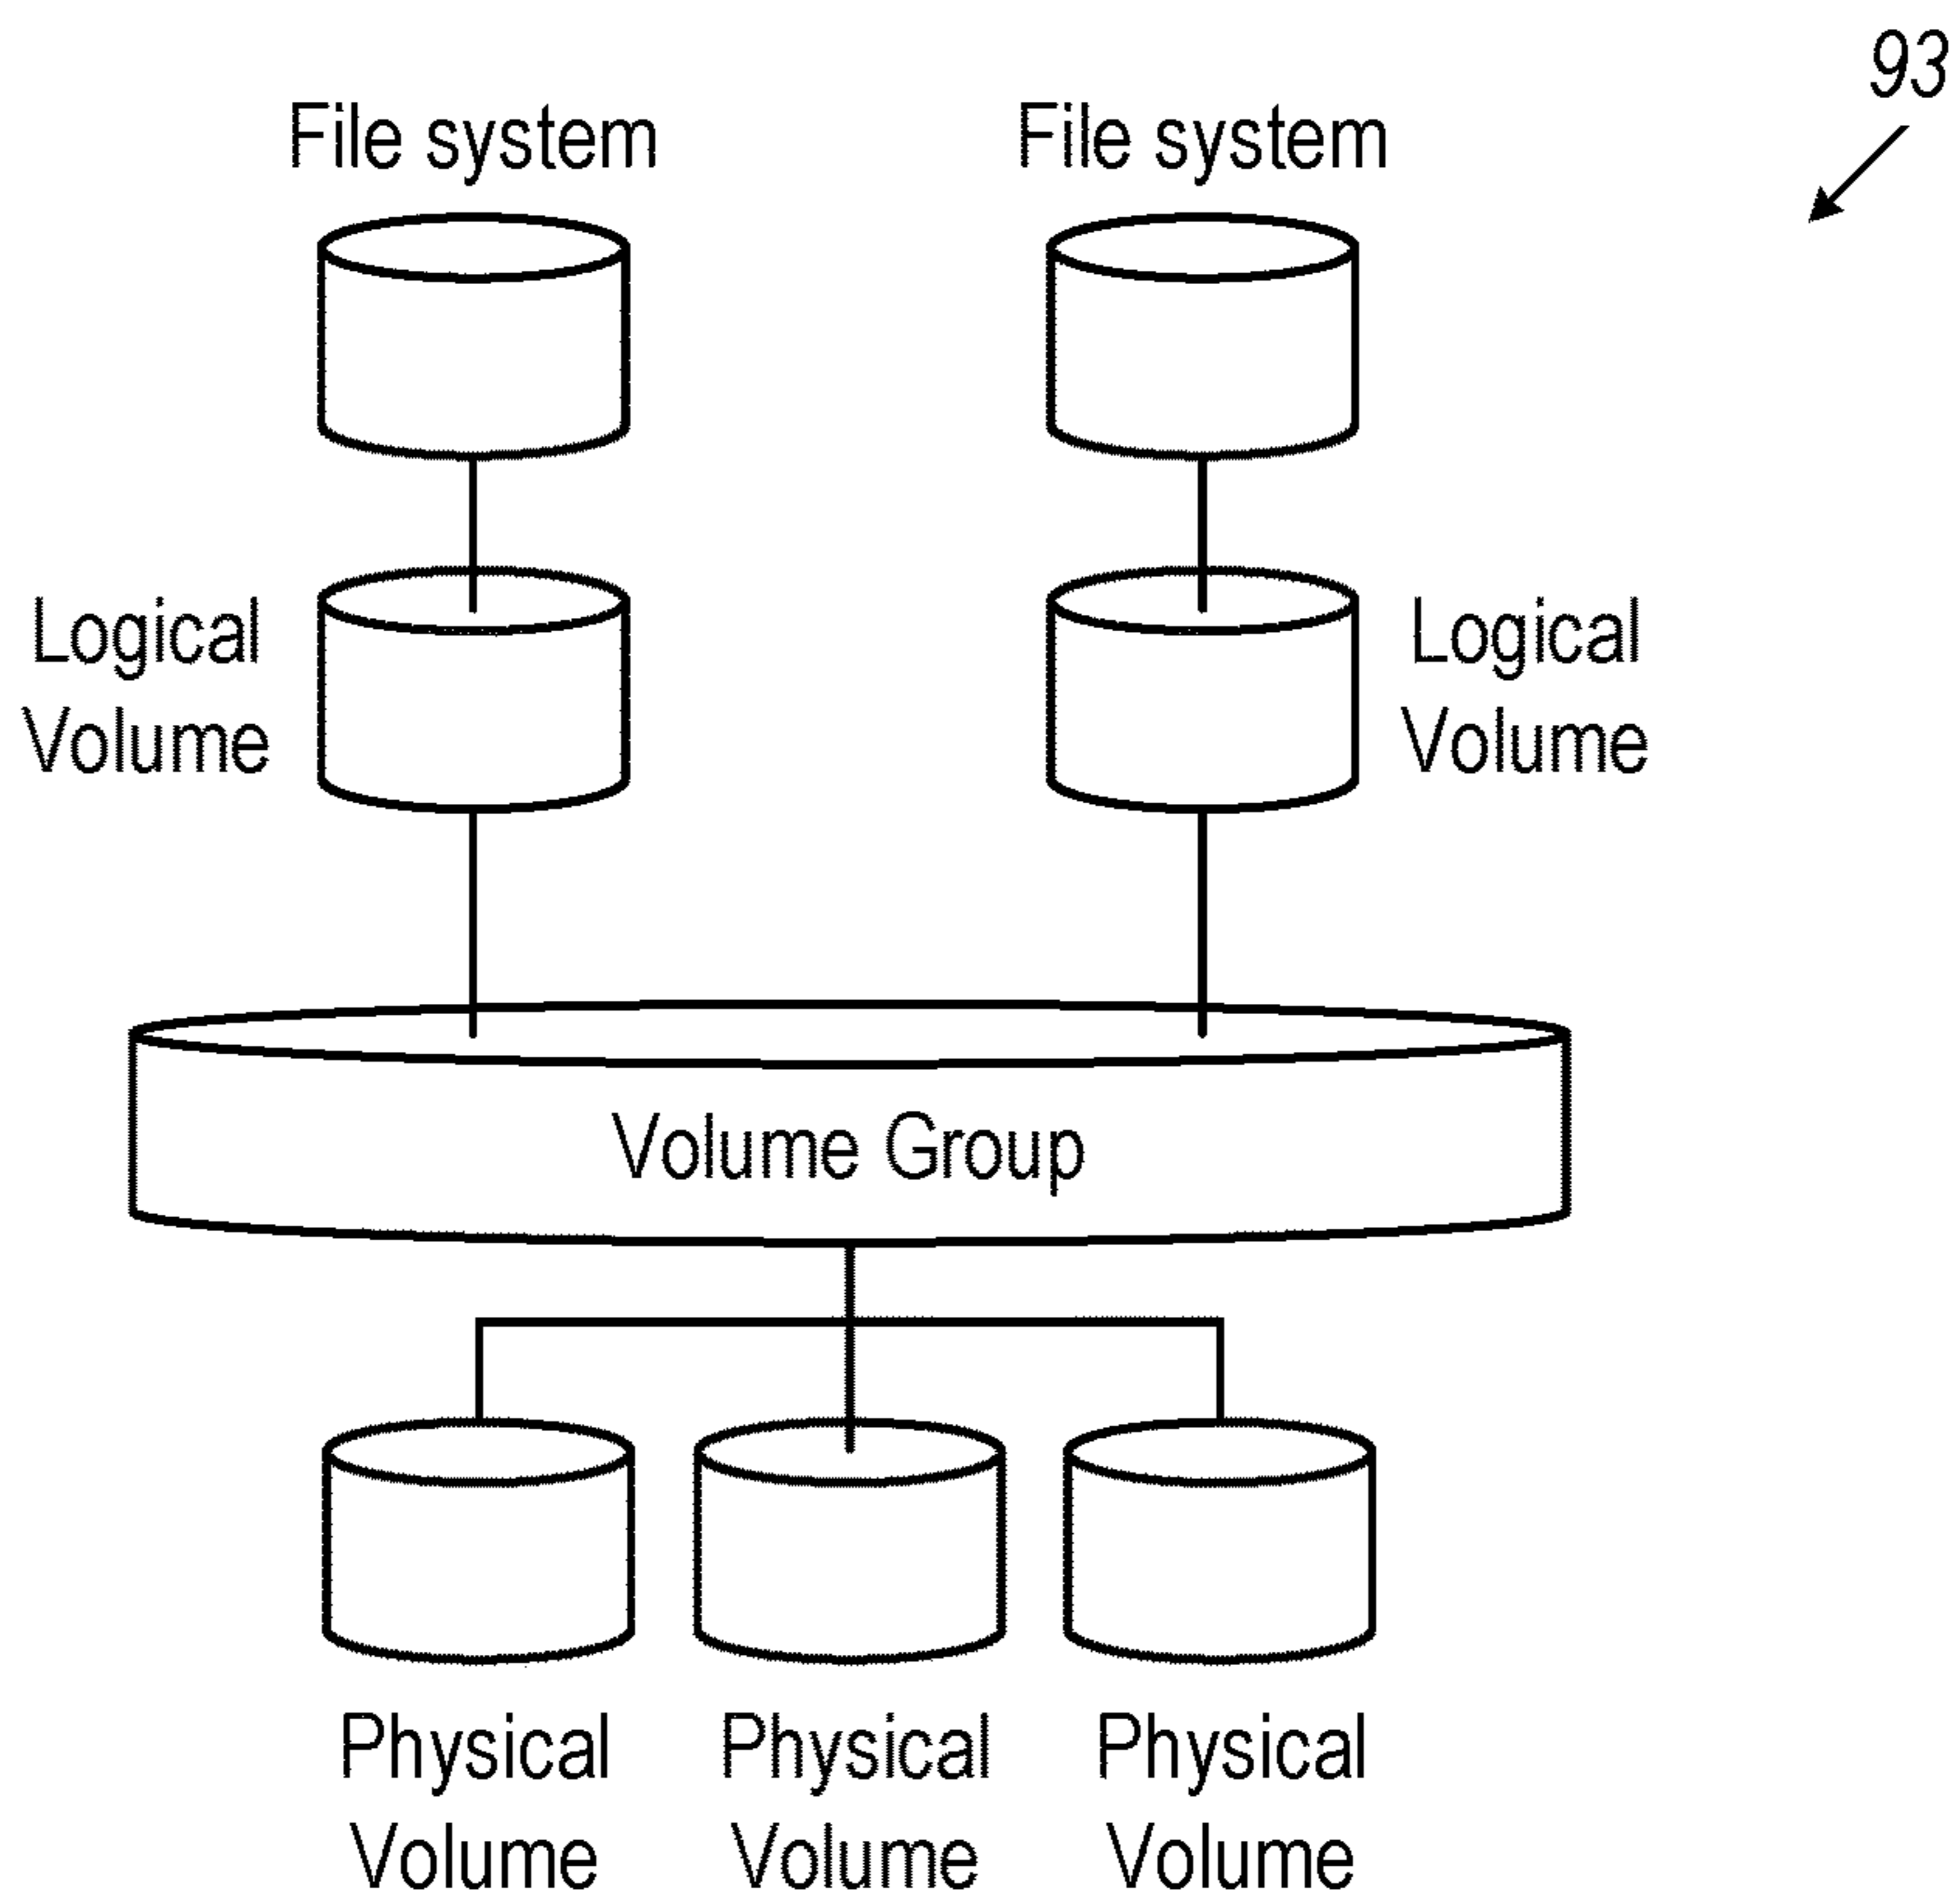 93
File system
File system
Logical
Volume
Logical
Volume
Volume Group
Physical
Volume
Physical
Volume
Physical
Volume